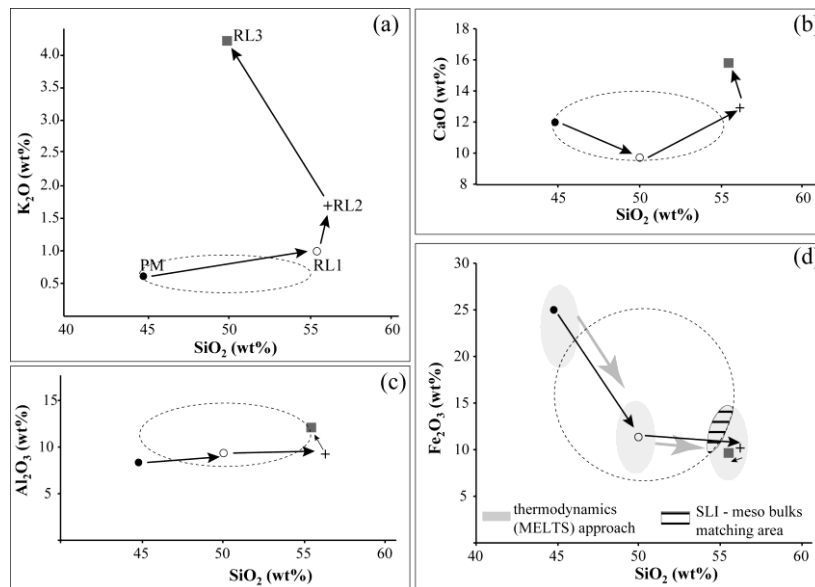 (a)
K₂O (wt%)
4.0
3.5
3.0
2.5
2.0
1.5
1.0
0.5
RL3
RL2
RL1
PM
40 45 50 55 60
SiO₂ (wt%)
(b)
CaO (wt%)
18
16
14
12
10
8
45 50 55 60
SiO₂ (wt%)
(c)
Al₂O₃ (wt%)
15
10
5
45 50 55 60
SiO₂ (wt%)
(d)
Fe₂O₃ (wt%)
30
25
20
15
10
5
thermodynamics
(MELTS) approach
SLI - meso bulks
matching area
40 45 50 55 60
SiO₂ (wt%)